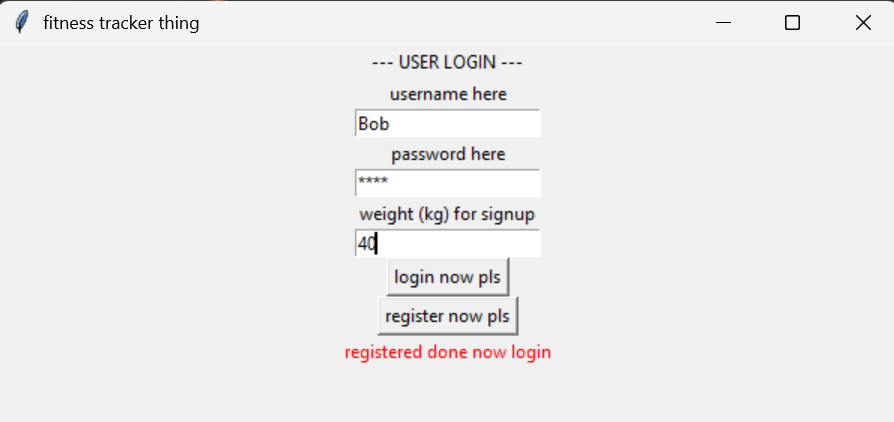 fitness tracker thing
--- USER LOGIN ---
username here
Bob
password here
****
weight (kg) for signup
40
login now pls
register now pls
registered done now login